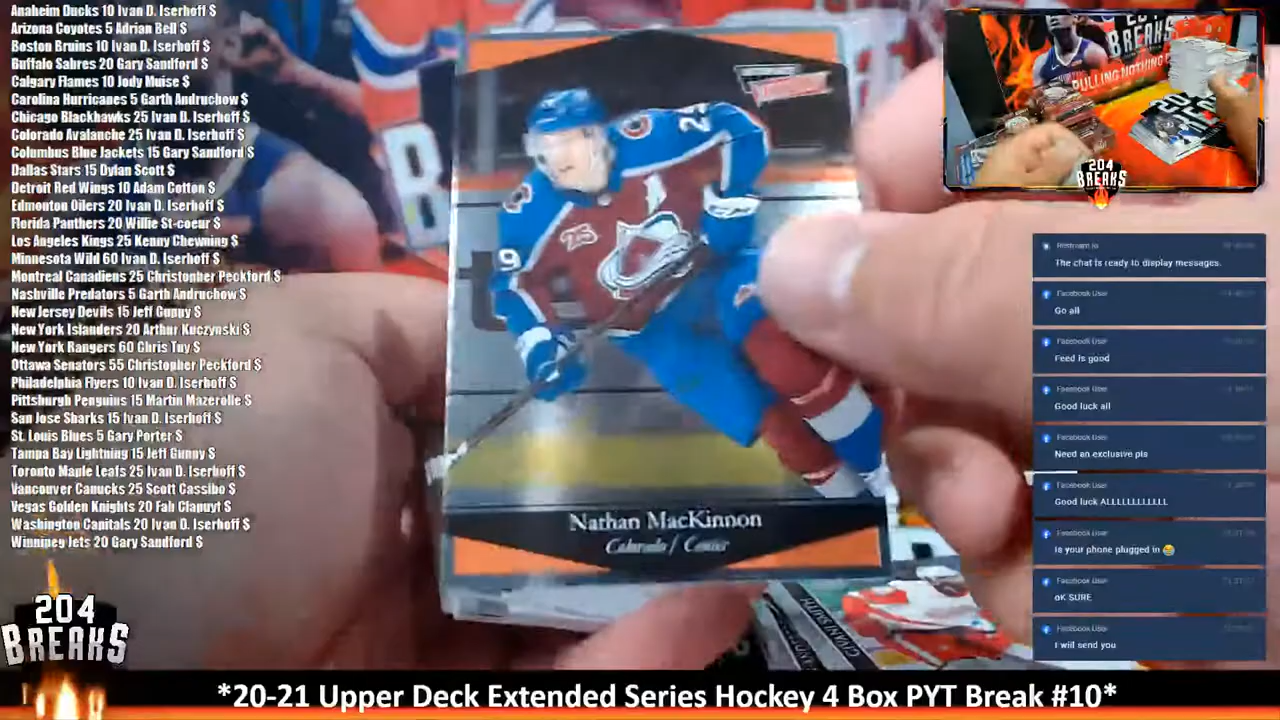 Anaheim Ducks 10 Ivan D. Iserhoff $
Arizona Coyotes 5 Adrian Bell $
Boston Bruins 10 Ivan D. Iserhoff $
Buffalo Sabres 20 Gary Sandford $
Calgary Flames 10 Jody Muise $
Carolina Hurricanes 5 Garth Andruchow $
Chicago Blackhawks 25 Ivan D. Iserhoff $
Colorado Avalanche 25 Ivan D. Iserhoff $
Columbus Blue Jackets 15 Gary Sandford $
Dallas Stars 15 Dylan Scott $
Detroit Red Wings 10 Adam Cotton $
Edmonton Oilers 20 Ivan D. Iserhoff $
Florida Panthers 20 Willie St-coeur $
Los Angeles Kings 25 Kenny Chewning $
Minnesota Wild 60 Ivan D. Iserhoff $
Montreal Canadiens 25 Christopher Peckford $
Nashville Predators 5 Garth Andruchow $
New Jersey Devils 15 Jeff Gunny $
New York Islanders 20 Arthur Kuczynski $
New York Rangers 60 Chris Tuy $
Ottawa Senators 55 Christopher Peckford $
Philadelphia Flyers 10 Ivan D. Iserhoff $
Pittsburgh Penguins 15 Martin Mazerolle $
San Jose Sharks 15 Ivan D. Iserhoff $
St. Louis Blues 5 Gary Porter $
Tampa Bay Lightning 15 Jeff Gunny $
Toronto Maple Leafs 25 Ivan D. Iserhoff $
Vancouver Canucks 25 Scott Cassibo $
Vegas Golden Knights 20 Fah Clapuyt $
Washington Capitals 20 Ivan D. Iserhoff $
Winnipeg Jets 20 Gary Sandford $
204
BREAKS
29
9
25
Nathan MacKinnon
Colorado / Center
BREAKS
PULLING NOTHING
204
BREAKS
Restream.io
The chat is ready to display messages.
Facebook User
Go all
Facebook User
Feed is good
Facebook User
Good luck all
Facebook User
Need an exclusive pls
Facebook User
Good luck ALLLLLLLLLLLL
Facebook User
Is your phone plugged in 😂
Facebook User
oK SURE
Facebook User
I will send you
*20-21 Upper Deck Extended Series Hockey 4 Box PYT Break #10*